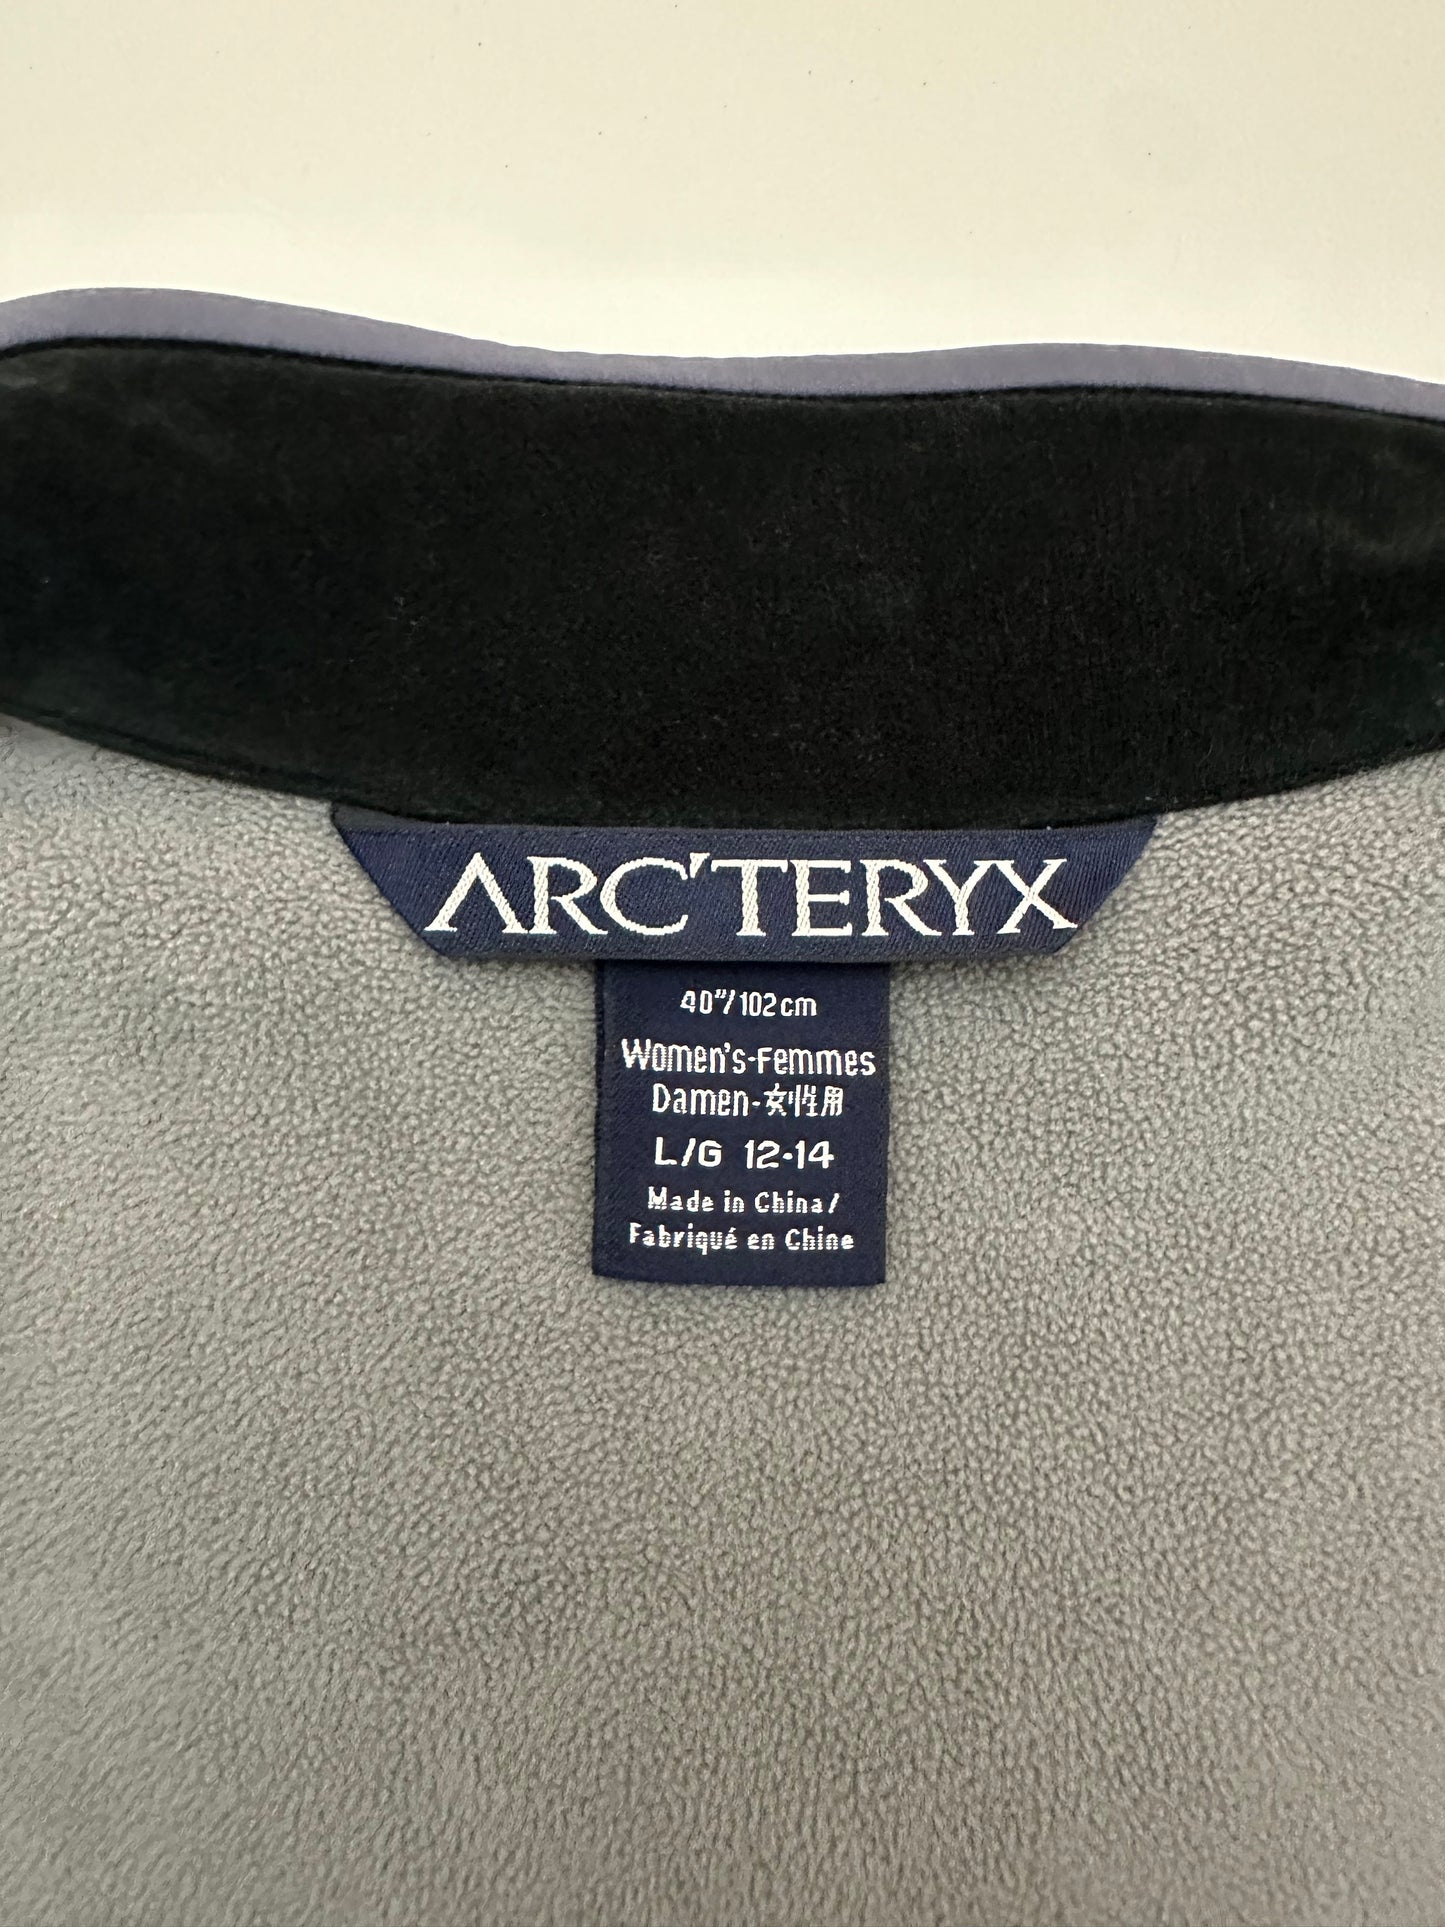 ARC'TERYX
40"/102cm
Women's-Femmes
Damen-女性用
L/G 12-14
Made in China/
Fabriqué en Chine